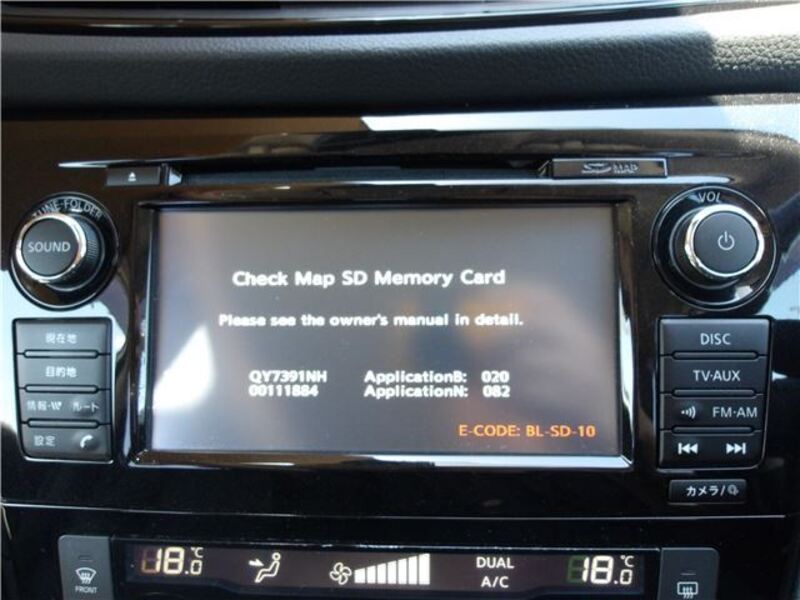 SD MAP
TUNE·FOLDER
VOL
SOUND
Check Map SD Memory Card
Please see the owner's manual in detail.
QY7391NH ApplicationB: 020
00111884 ApplicationN: 082
E-CODE: BL-SD-10
現在地
目的地
情報·VP ルート
設定
DISC
TV·AUX
FM·AM
カメラ/
18.0°C
DUAL
A/C
18.0°C
FRONT